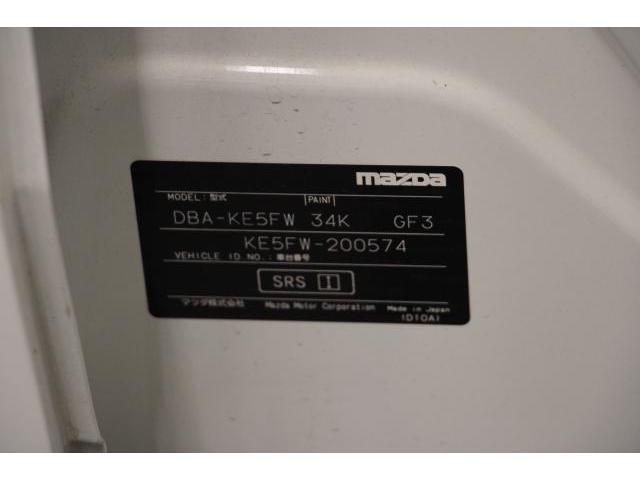 mazda
MODEL: 型式 PAINT
DBA-KE5FW 34K GF3
KE5FW-200574
VEHICLE ID NO.: 車台番号
SRS I
マツダ株式会社 Mazda Motor Corporation Made in Japan
(D10A)